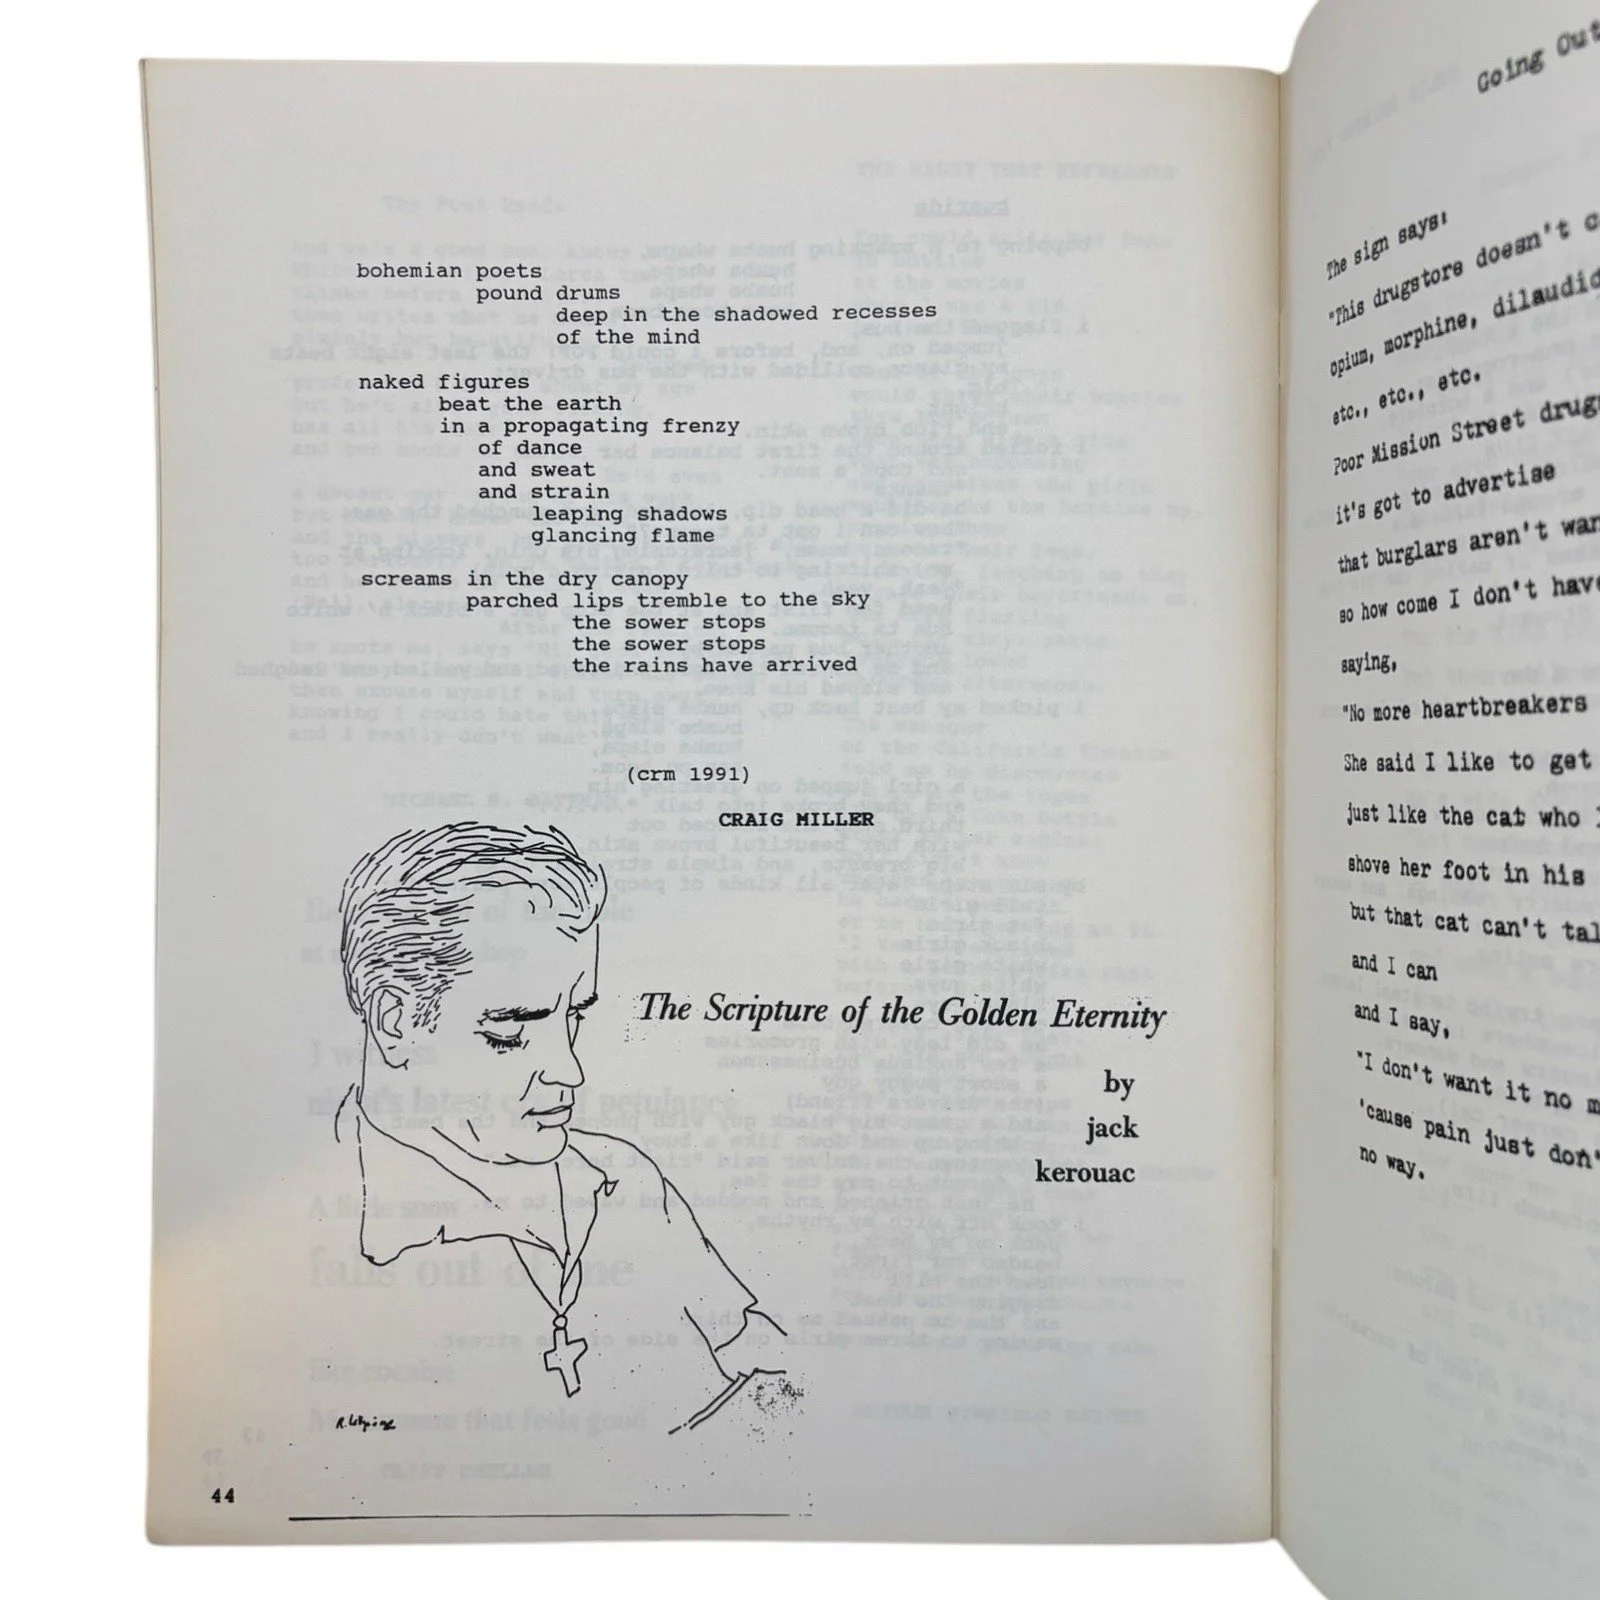 bohemian poets
pound drums
deep in the shadowed recesses
of the mind
naked figures
beat the earth
in a propagating frenzy
of dance
and sweat
and strain
leaping shadows
glancing flame
screams in the dry canopy
parched lips tremble to the sky
the sower stops
the sower stops
the rains have arrived
(crm 1991)
CRAIG MILLER
The Scripture of the Golden Eternity
by
jack
kerouac
44
Going Out
The sign says:
"This drugstore doesn't
opium, morphine,
etc., etc., etc.
Poor Mission Street
it's got to advertise
that burglars aren't
so how come I don't have
saying,
"No more heartbreakers
She said I like to get
just like the cat who
shove her foot in his
but that cat can't
and I can
and I say,
"I don't want it no
'cause pain just
no way.